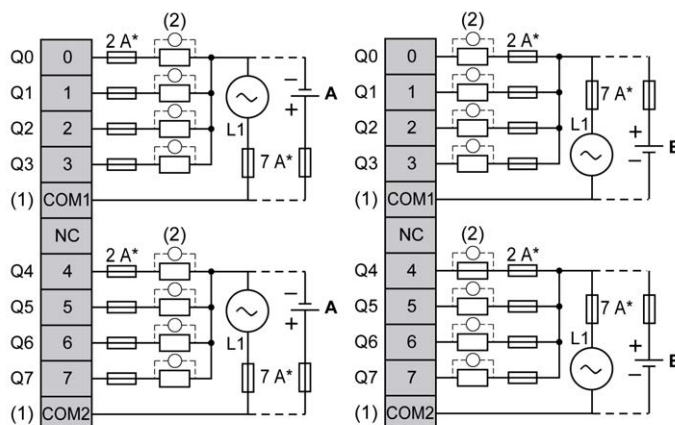 (2) (2)
Q0 0 2 A* Q0 0 2 A*
Q1 1 − Q1 1 7 A*
Q2 2 + A Q2 2 L1 +
L1
Q3 3 7 A* Q3 3 − B
(1) COM1 (1) COM1
NC (2) NC (2)
Q4 4 2 A* Q4 4 2 A*
Q5 5 − A Q5 5 7 A*
Q6 6 L1 + Q6 6 L1 +
Q7 7 7 A* Q7 7 − B
(1) COM2 (1) COM2